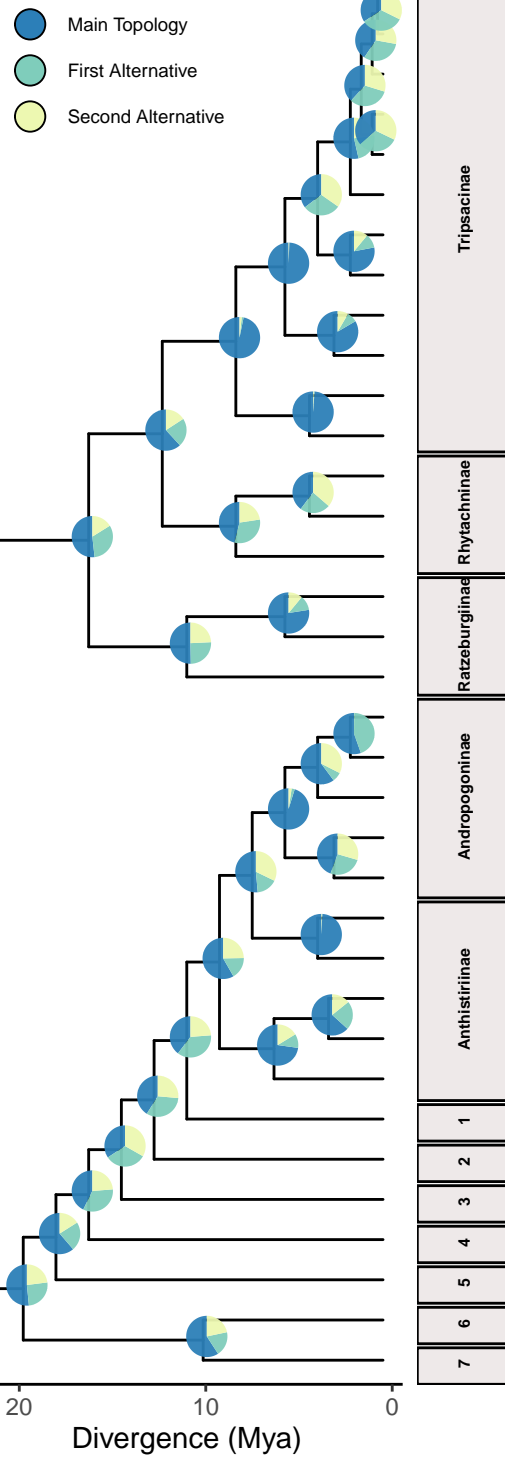 Main Topology
First Alternative
Second Alternative
Tripsacinae
Rhytachninae
Ratzeburgiinae
Andropogoninae
Anthistiriinae
1
2
3
4
5
6
7
20 10 0
Divergence (Mya)